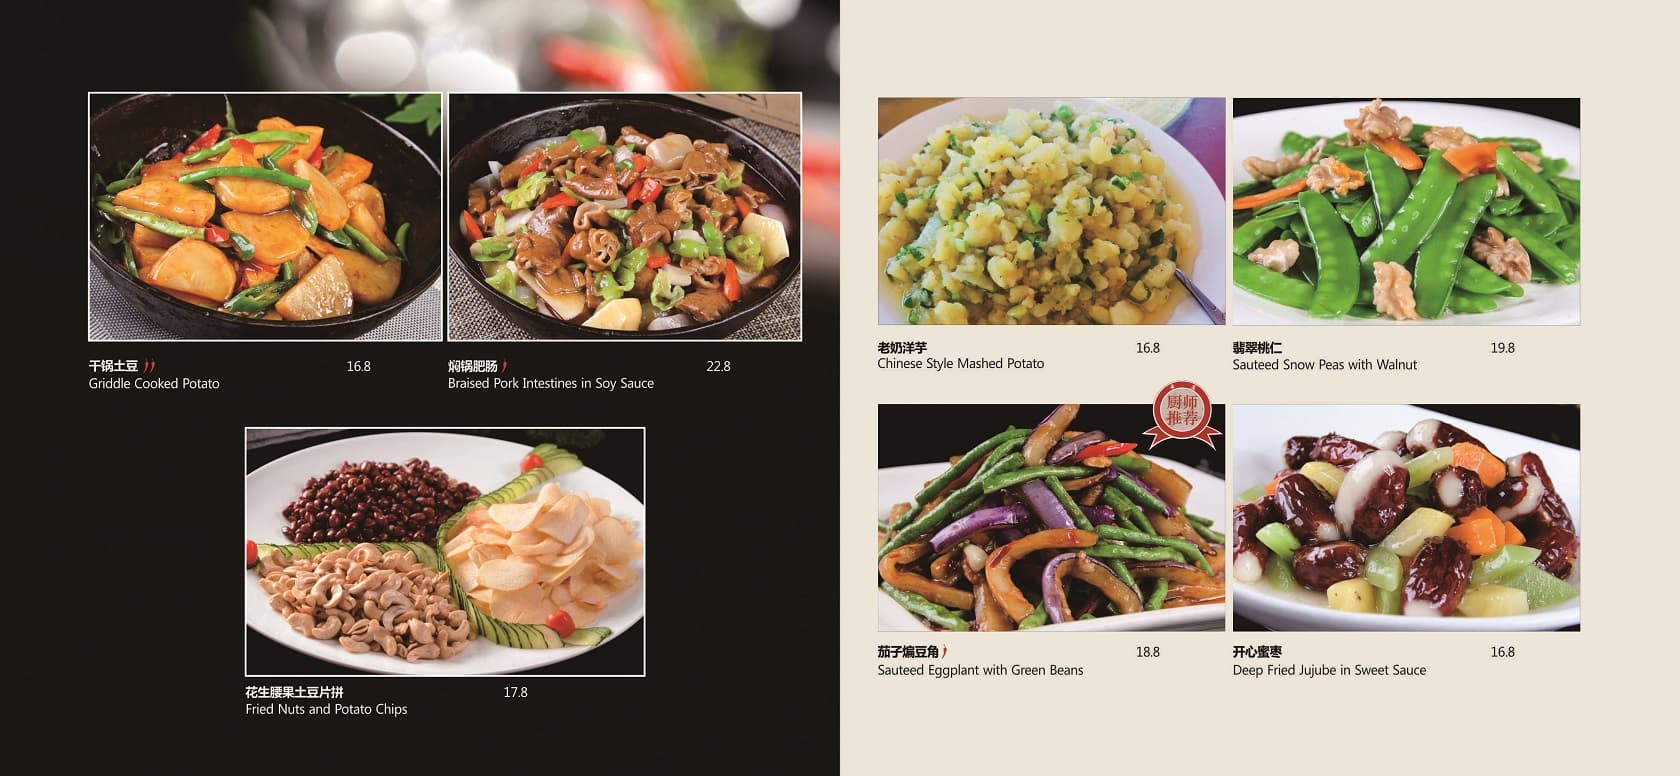 干锅土豆 16.8
Griddle Cooked Potato
焖锅肥肠 22.8
Braised Pork Intestines in Soy Sauce
花生腰果土豆片拼 17.8
Fried Nuts and Potato Chips
老奶洋芋 16.8
Chinese Style Mashed Potato
翡翠桃仁 19.8
Sauteed Snow Peas with Walnut
厨师
推荐
茄子煸豆角 18.8
Sauteed Eggplant with Green Beans
开心蜜枣 16.8
Deep Fried Jujube in Sweet Sauce